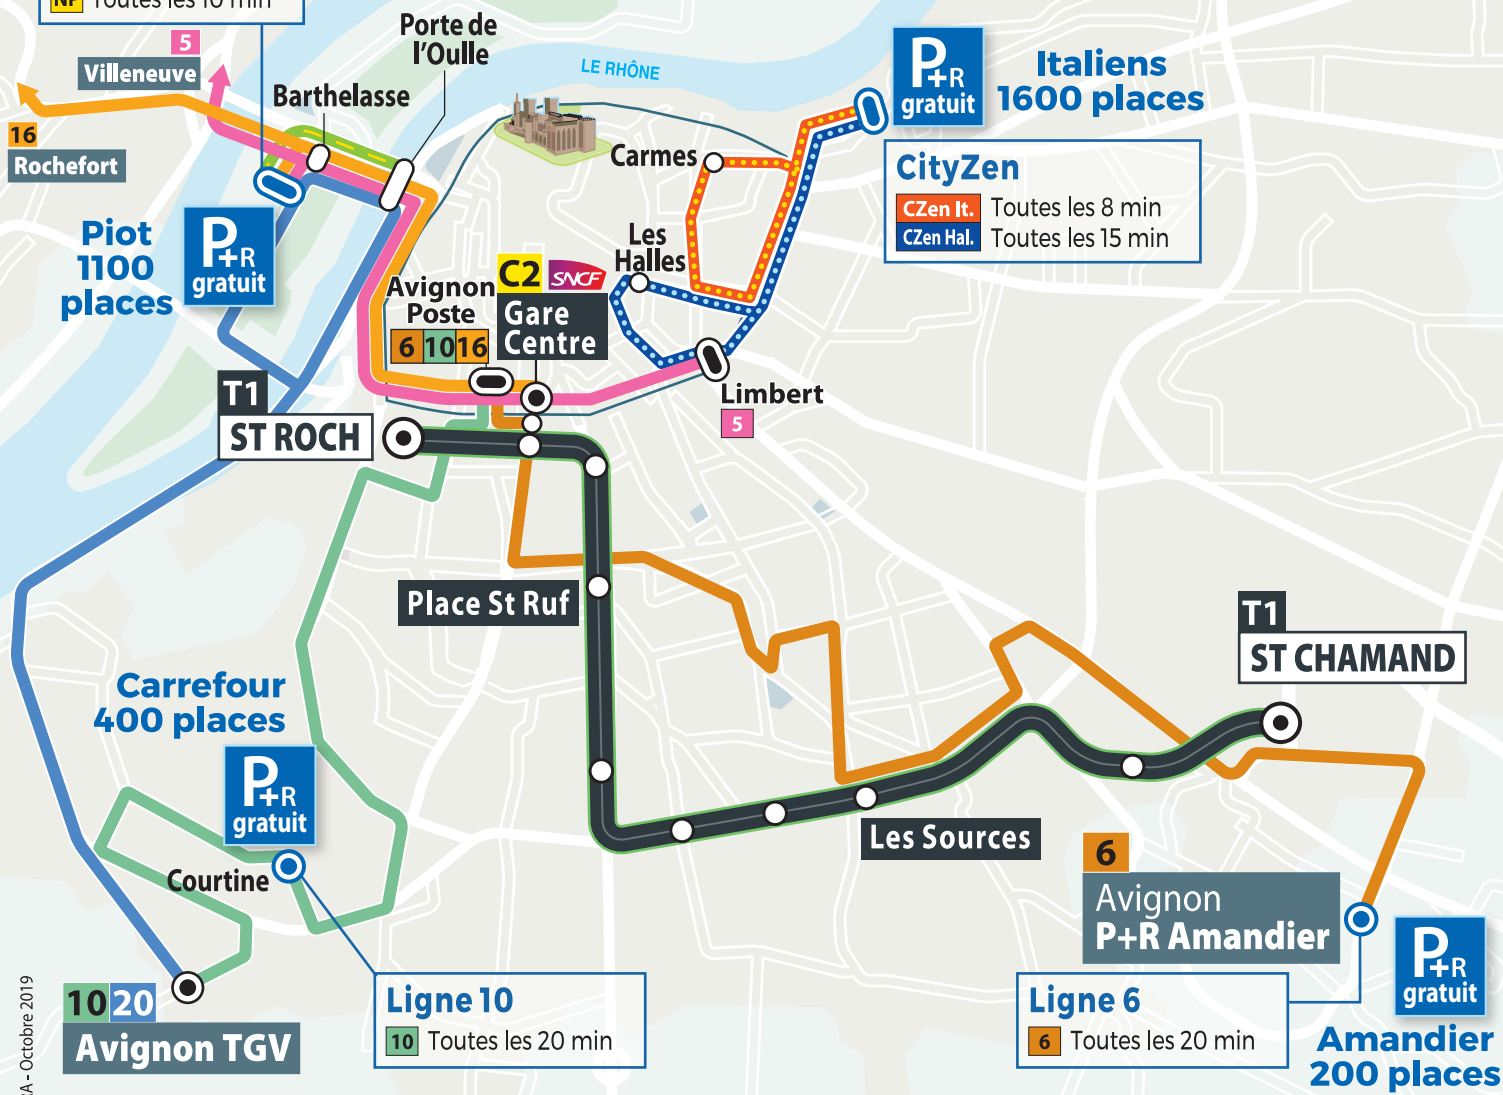 NP Toutes les 10 min
Porte de
l'Oulle
5
Villeneuve
LE RHÔNE
P+R
gratuit
Italiens
1600 places
Barthelasse
16
Rochefort
Carmes
CityZen
CZen It. Toutes les 8 min
CZen Hal. Toutes les 15 min
Piot
1100
places
P+R
gratuit
Les
Halles
C2 SNCF
Gare
Centre
Avignon
Poste
6 10 16
T1
ST ROCH
Limbert
5
Place St Ruf
T1
ST CHAMAND
Carrefour
400 places
P+R
gratuit
Courtine
Les Sources
6
Avignon
P+R Amandier
P+R
gratuit
Amandier
200 places
10 20
Avignon TGV
Ligne 10
10 Toutes les 20 min
Ligne 6
6 Toutes les 20 min
- Octobre 2019